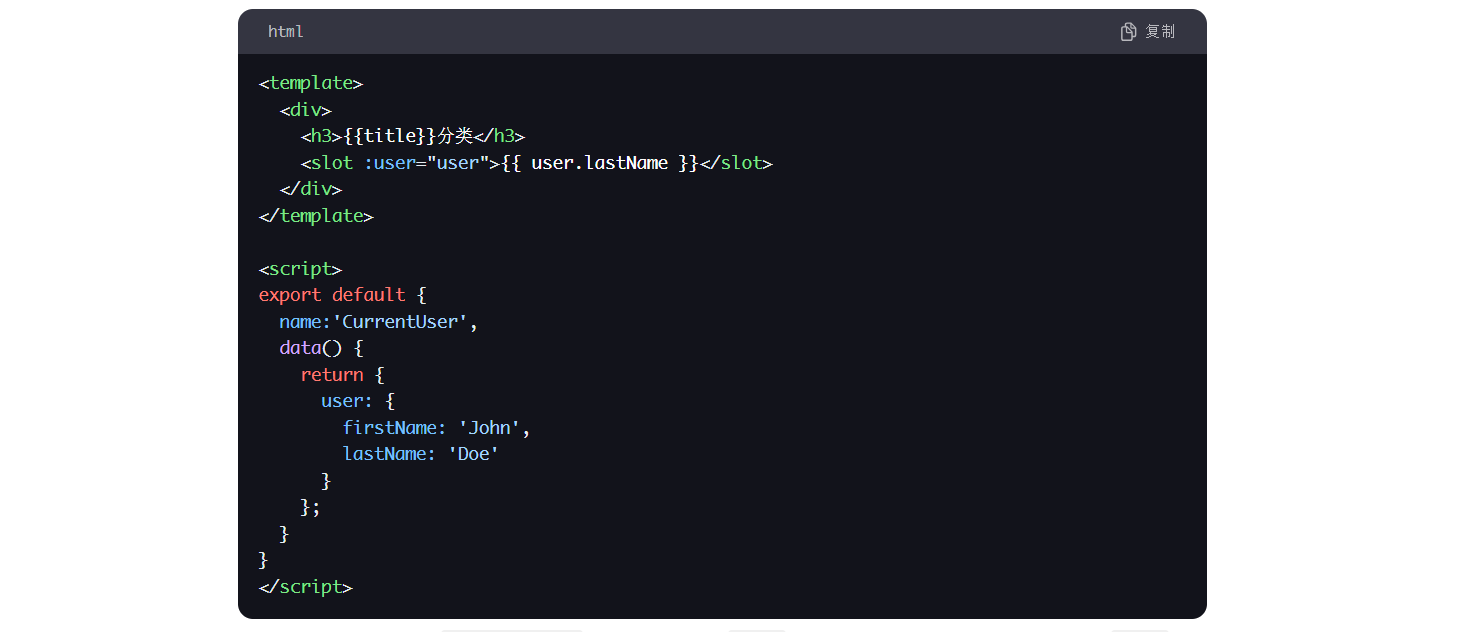 html
复制
<template>
  <div>
    <h3>{{title}}分类</h3>
    <slot :user="user">{{ user.lastName }}</slot>
  </div>
</template>

<script>
export default {
  name:'CurrentUser',
  data() {
    return {
      user: {
        firstName: 'John',
        lastName: 'Doe'
      }
    };
  }
}
</script>